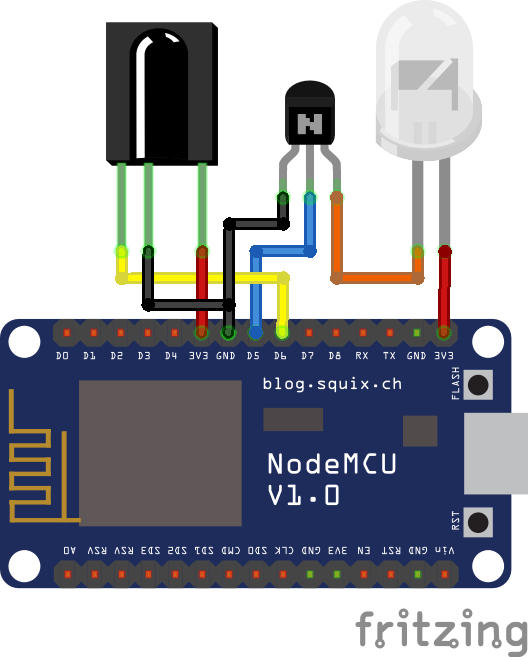 N
D0 D1 D2 D3 D4 3V3 GND D5 D6 D7 D8 RX TX GND 3V3
blog.squix.ch
FLASH
NodeMCU
V1.0
RST
A0 RSV RSV SD3 SD2 SD1 CMD SD0 CLK GND 3V3 EN RST GND Vin
fritzing